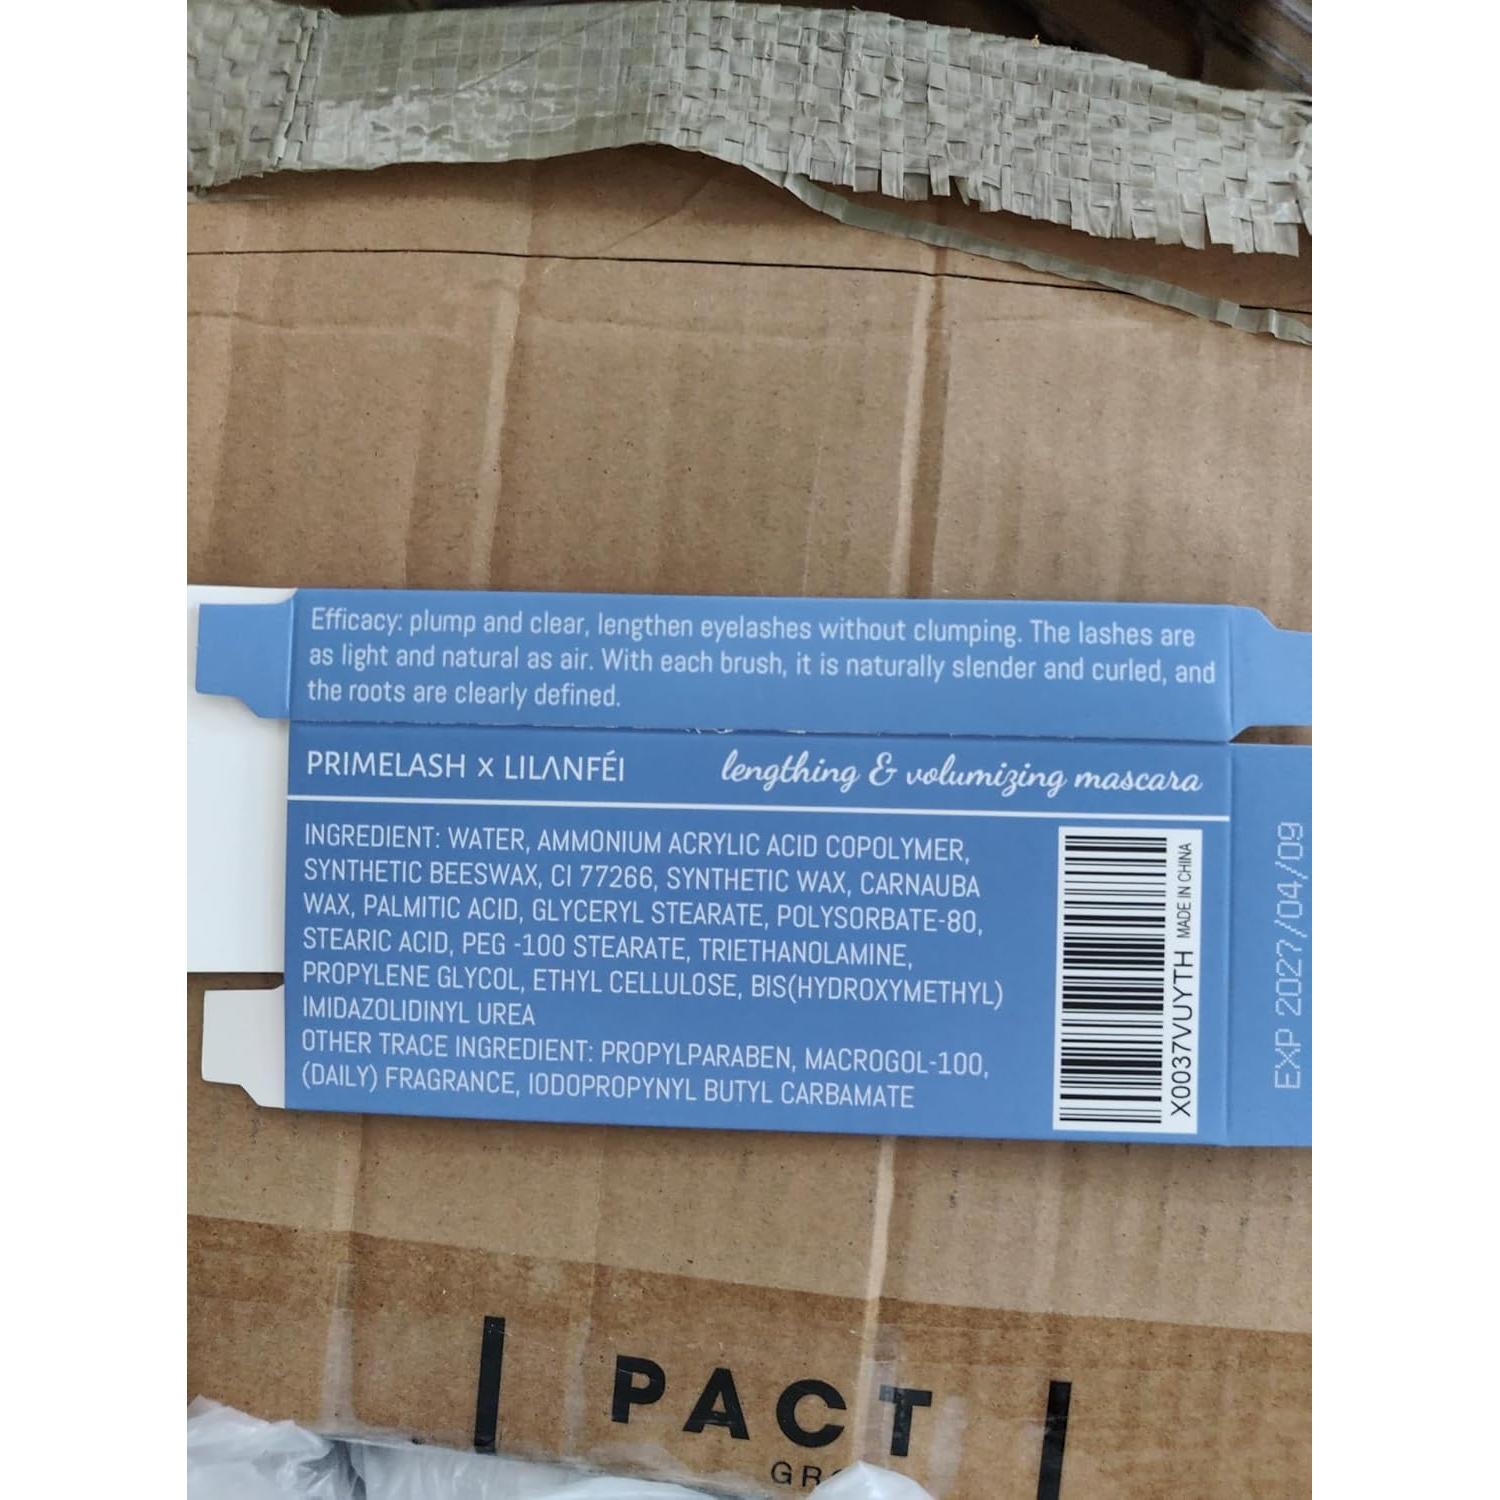 Efficacy: plump and clear, lengthen eyelashes without clumping. The lashes are
as light and natural as air. With each brush, it is naturally slender and curled, and
the roots are clearly defined.
PRIMELASH X LILΛNFÉI
lengthing & volumizing mascara
INGREDIENT: WATER, AMMONIUM ACRYLIC ACID COPOLYMER,
SYNTHETIC BEESWAX, CI 77266, SYNTHETIC WAX, CARNAUBA
WAX, PALMITIC ACID, GLYCERYL STEARATE, POLYSORBATE-80,
STEARIC ACID, PEG -100 STEARATE, TRIETHANOLAMINE,
PROPYLENE GLYCOL, ETHYL CELLULOSE, BIS(HYDROXYMETHYL)
IMIDAZOLIDINYL UREA
OTHER TRACE INGREDIENT: PROPYLPARABEN, MACROGOL-100,
(DAILY) FRAGRANCE, IODOPROPYNYL BUTYL CARBAMATE
X0037VUYTH MADE IN CHINA
EXP 2027/04/09
PACT